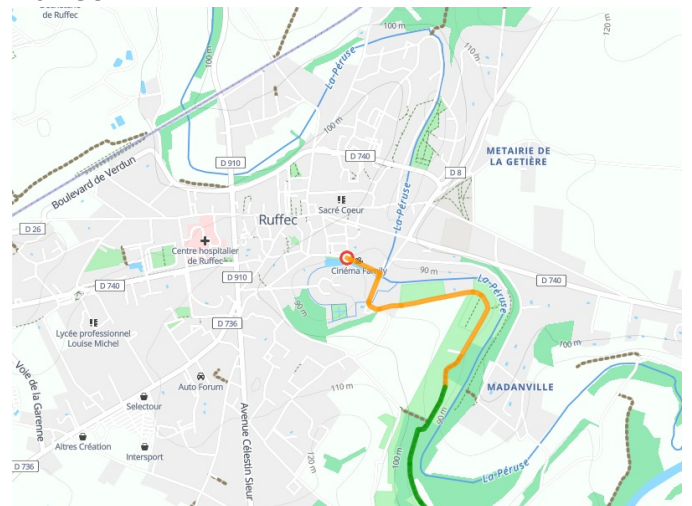 de Ruffec
100 m
120 m
110 m
100 m
La-Péruse
100 m
D 910
D 740
METAIRIE DE
LA GETIÈRE
D 8
Boulevard de Verdun
Sacré Coeur
La-Péruse
Ruffec
D 26
Centre hospitalier
de Ruffec
Cinéma Family
90 m
D 740
La-Péruse
D 740
D 910
90 m
D 736
Lycée professionnel
Louise Michel
100 m
Voie de la Garenne
Auto Forum
110 m
MADANVILLE
Selectour
90 m
Avenue Célestin Sieur
Altres Création
Intersport
120 m
100 m
La-Péruse
D 736